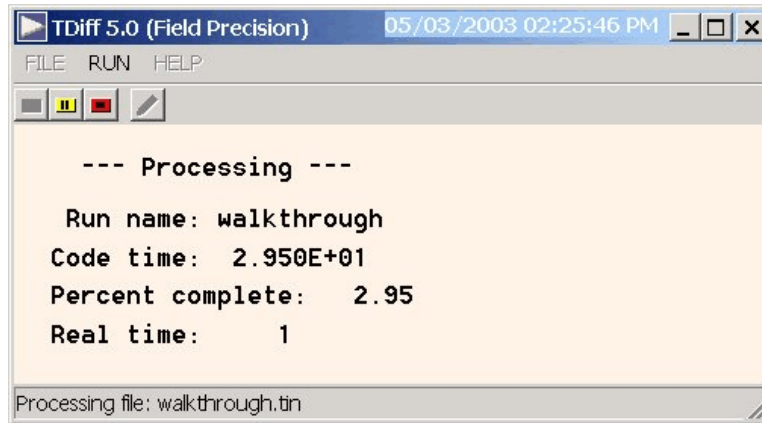 TDiff 5.0 (Field Precision) 05/03/2003 02:25:46 PM
FILE RUN HELP
--- Processing ---
Run name: walkthrough
Code time: 2.950E+01
Percent complete: 2.95
Real time: 1
Processing file: walkthrough.tin